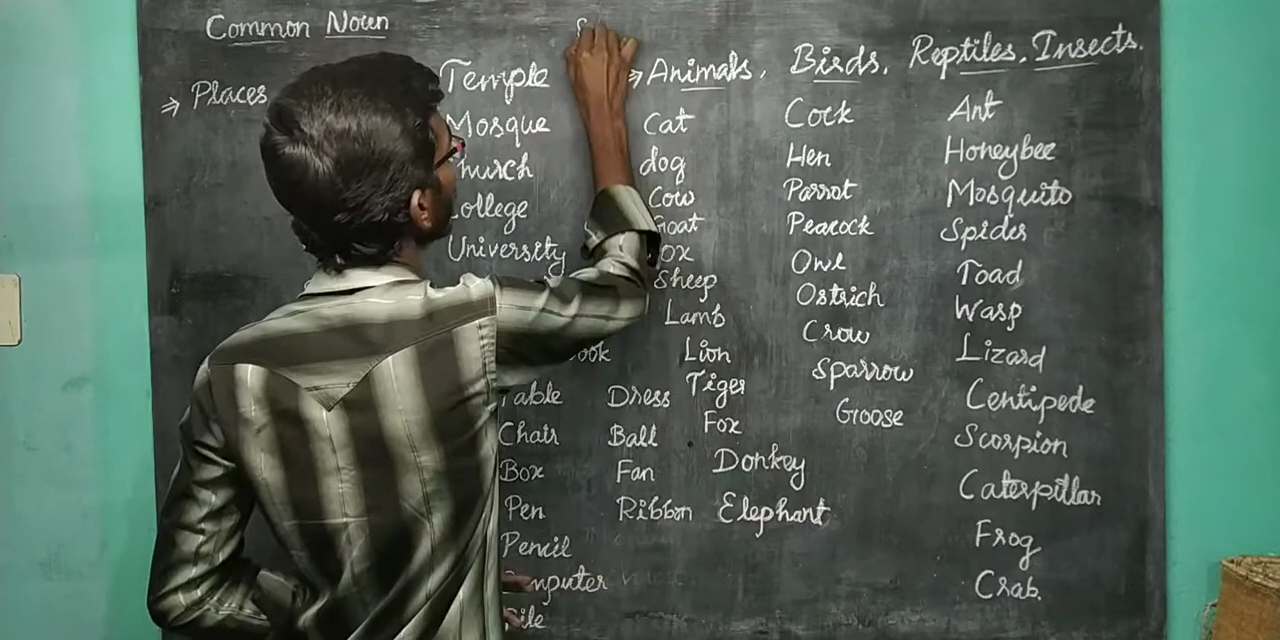 Common Noun
⇒ Places
Temple
Mosque
University
Table
Chair
Box
Pen
Pencil
Dress
Ball
Fan
Ribbon
⇒ Animals,
Cat
dog
Cow
Sheep
Lamb
Lion
Tiger
Fox
Donkey
Elephant
Birds,
Cock
Hen
Parrot
Peacock
Owl
Ostrich
Crow
Sparrow
Goose
Reptiles, Insects.
Ant
Honeybee
Mosquito
Spider
Toad
Wasp
Lizard
Centipede
Scorpion
Caterpillar
Frog
Crab.